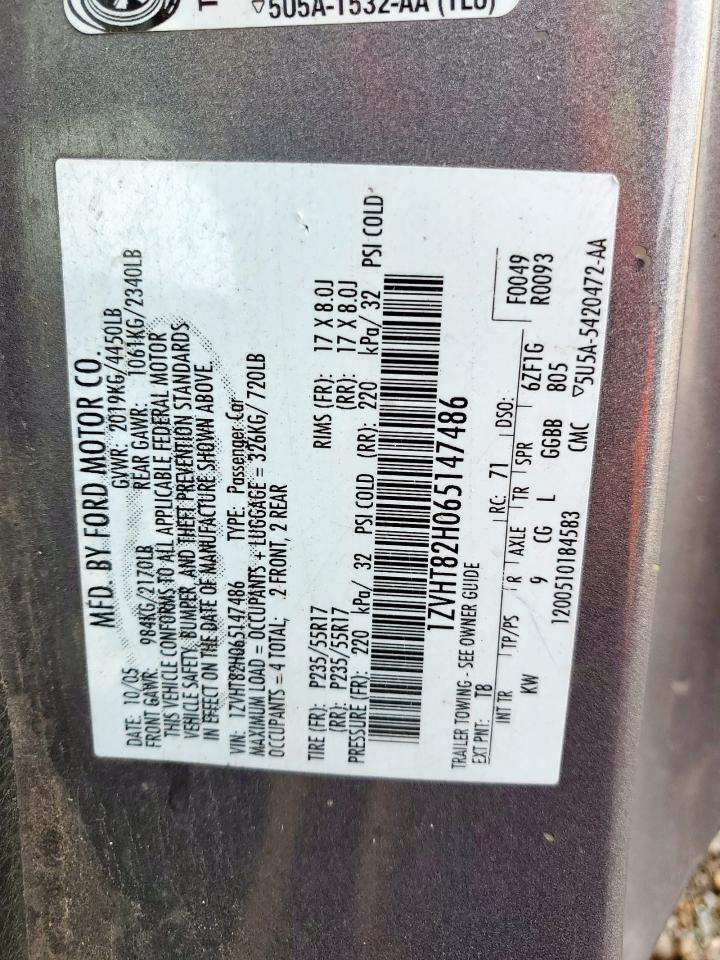 ▽5U5A-1532-AA (TEO)
MFD. BY FORD MOTOR CO.
DATE: 10/05 GVWR: 2019KG/4450LB
FRONT GAWR: 984KG/2170LB REAR GAWR: 1061KG/2340LB
THIS VEHICLE CONFORMS TO ALL APPLICABLE FEDERAL MOTOR
VEHICLE SAFETY, BUMPER, AND THEFT PREVENTION STANDARDS
IN EFFECT ON THE DATE OF MANUFACTURE SHOWN ABOVE.
VIN: 1ZVHT82H065147486 TYPE: Passenger Car
MAXIMUM LOAD = OCCUPANTS + LUGGAGE = 326KG/ 720LB
OCCUPANTS = 4 TOTAL; 2 FRONT, 2 REAR
TIRE (FR): P235/55R17 RIMS (FR): 17 X 8.0J
(RR): P235/55R17 (RR): 17 X 8.0J
PRESSURE (FR): 220 kPa/ 32 PSI COLD (RR): 220 kPa/ 32 PSI COLD
1ZVHT82H065147486
TRAILER TOWING - SEE OWNER GUIDE
EXT PNT: T8 RC: 71 DSO: F0049
INT TR TP/PS R AXLE TR SPR 6ZF1G R0093
KW 9 CG L GGBB 805
1200510184583 CMC ▽5U5A-5420472-AA